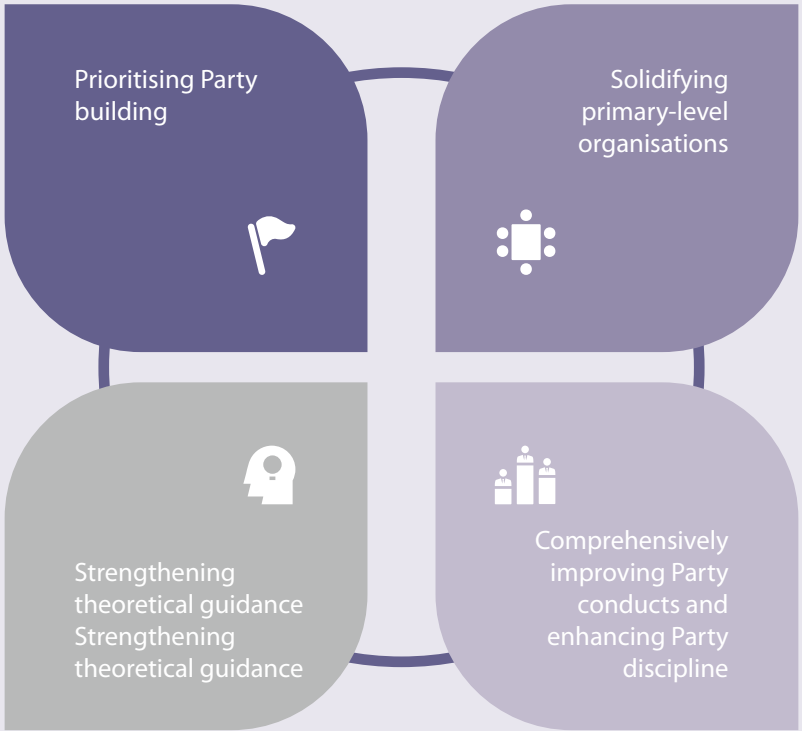 Prioritising Party
building
Solidifying
primary-level
organisations
Strengthening
theoretical guidance
Strengthening
theoretical guidance
Comprehensively
improving Party
conducts and
enhancing Party
discipline